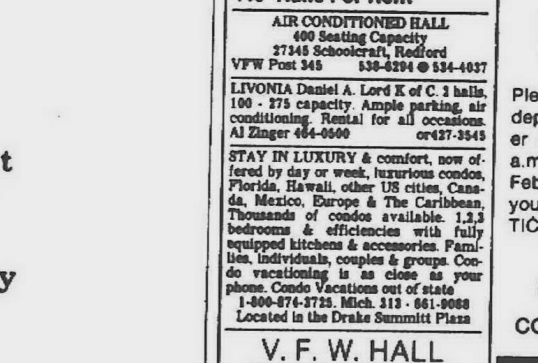 AIR CONDITIONED HALL
400 Seating Capacity
27345 Schoolcraft, Redford
VFW Post 345 538-8294 534-4037
LIVONIA Daniel A. Lord K of C. 2 halls,
100 - 275 capacity. Ample parking, air
conditioning. Rental for all occasions.
Al Zinger 464-0500 or 427-3545
STAY IN LUXURY & comfort, now of-
fered by day or week, luxurious condos,
Florida, Hawaii, other US cities, Cana-
da, Mexico, Europe & The Caribbean,
Thousands of condos available. 1,2,3
bedrooms & efficiencies with fully
equipped kitchens & accessories. Fami-
lies, individuals, couples & groups. Con-
do vacationing is as close as your
phone. Condo Vacations out of state
1-800-874-3725. Mich. 313 - 661-9088
Located in the Drake Summitt Plaza
V. F. W. HALL
t
y
Ple
dep
er
a.m
Feb
you
TIC
CO